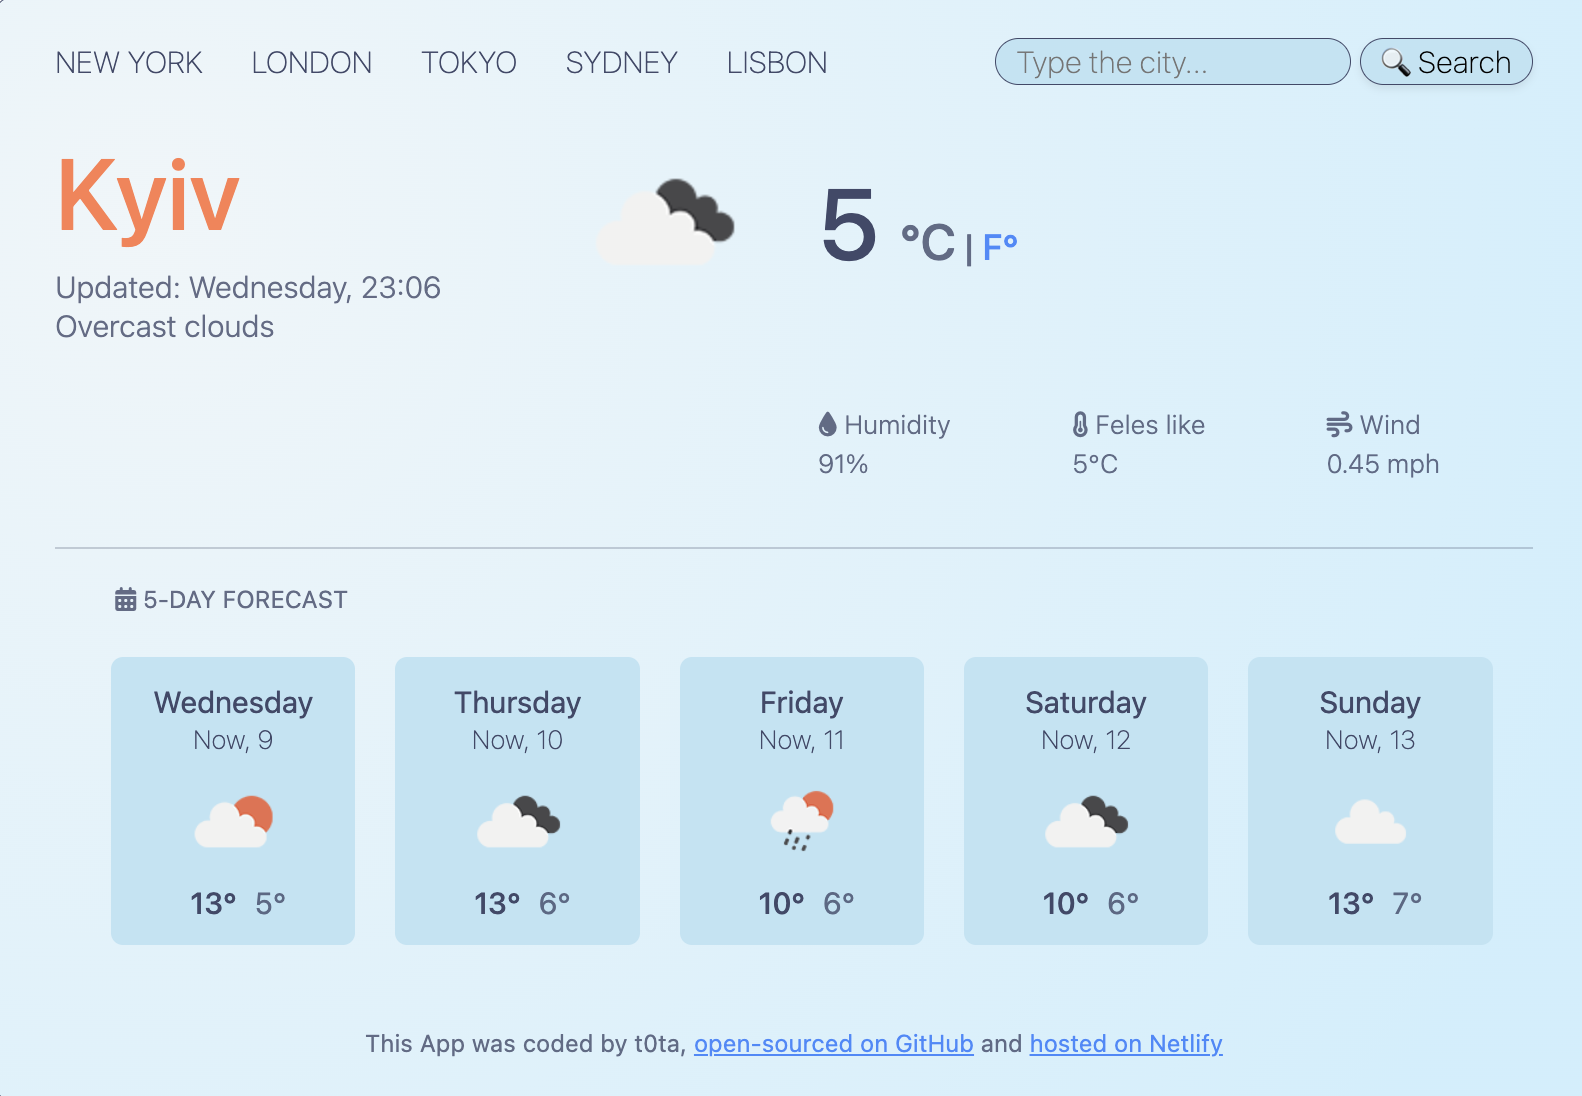 NEW YORK LONDON TOKYO SYDNEY LISBON Type the city... Search
Kyiv
5 °C | F°
Updated: Wednesday, 23:06
Overcast clouds
Humidity Feles like Wind
91% 5°C 0.45 mph
5-DAY FORECAST
Wednesday Thursday Friday Saturday Sunday
Now, 9 Now, 10 Now, 11 Now, 12 Now, 13
13° 5° 13° 6° 10° 6° 10° 6° 13° 7°
This App was coded by t0ta, open-sourced on GitHub and hosted on Netlify